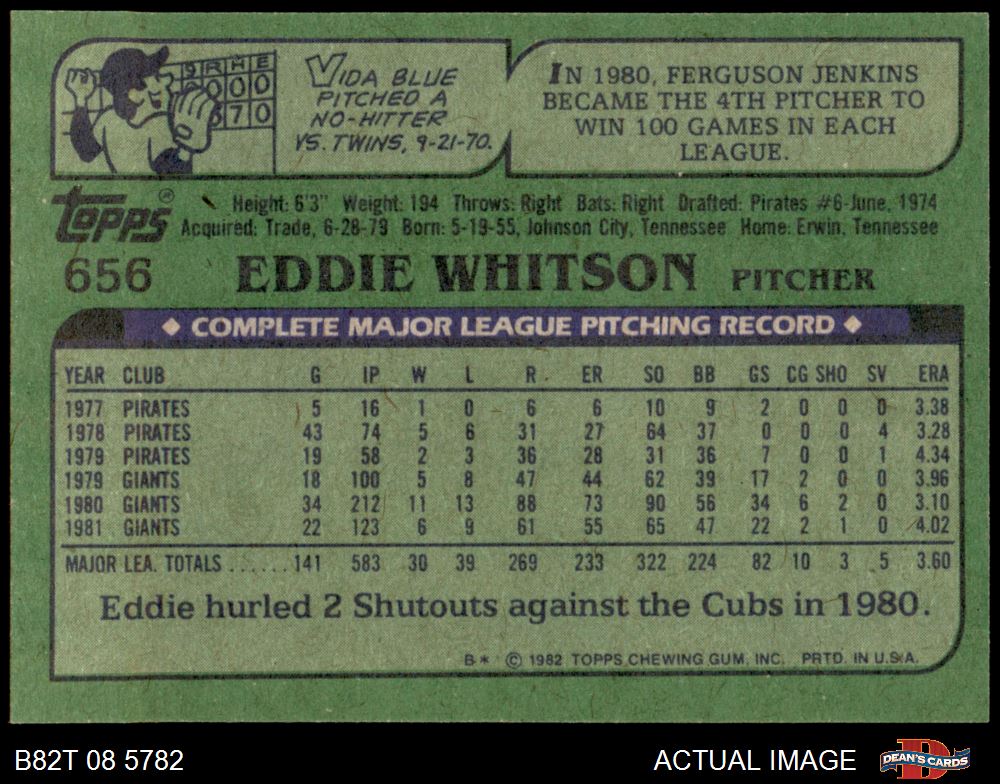 VIDA BLUE
PITCHED A
NO-HITTER
VS. TWINS, 9-21-70.
IN 1980, FERGUSON JENKINS
BECAME THE 4TH PITCHER TO
WIN 100 GAMES IN EACH
LEAGUE.
R H E
0 0 0
6 7 0
Topps®
Height: 6'3" Weight: 194 Throws: Right Bats: Right Drafted: Pirates #6-June, 1974
Acquired: Trade, 6-28-79 Born: 5-19-55, Johnson City, Tennessee Home: Erwin, Tennessee
656 EDDIE WHITSON PITCHER
◆ COMPLETE MAJOR LEAGUE PITCHING RECORD ◆
YEAR CLUB G IP W L R ER SO BB GS CG SHO SV ERA
1977 PIRATES 5 16 1 0 6 6 10 9 2 0 0 0 3.38
1978 PIRATES 43 74 5 6 31 27 64 37 0 0 0 4 3.28
1979 PIRATES 19 58 2 3 36 28 31 36 7 0 0 1 4.34
1979 GIANTS 18 100 5 8 47 44 62 39 17 2 0 0 3.96
1980 GIANTS 34 212 11 13 88 73 90 56 34 6 2 0 3.10
1981 GIANTS 22 123 6 9 61 55 65 47 22 2 1 0 4.02
MAJOR LEA. TOTALS ...... 141 583 30 39 269 233 322 224 82 10 3 5 3.60
Eddie hurled 2 Shutouts against the Cubs in 1980.
B* © 1982 TOPPS CHEWING GUM, INC. PRTD. IN U.S.A.
B82T 08 5782
ACTUAL IMAGE
DEAN'S CARDS